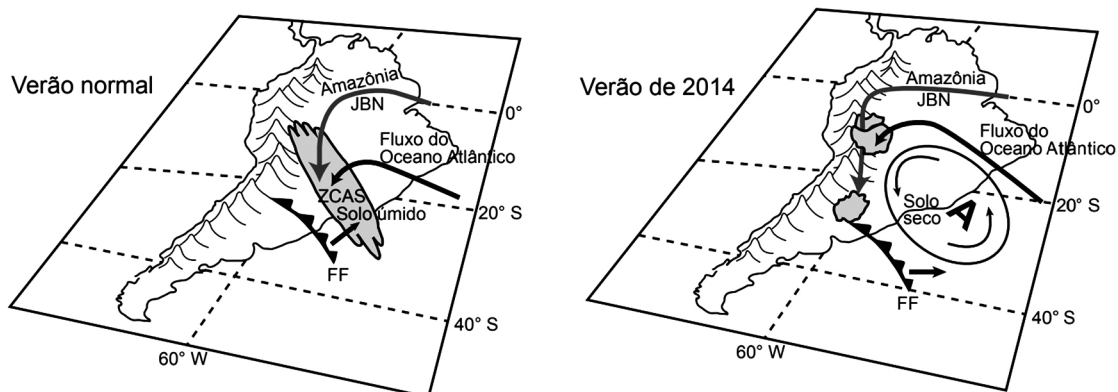 Verão normal
Amazônia
JBN
0°
Fluxo do
Oceano Atlântico
ZCAS
Solo úmido
20° S
FF
40° S
60° W
Verão de 2014
Amazônia
JBN
0°
Fluxo do
Oceano Atlântico
Solo
seco
A
20° S
FF
40° S
60° W